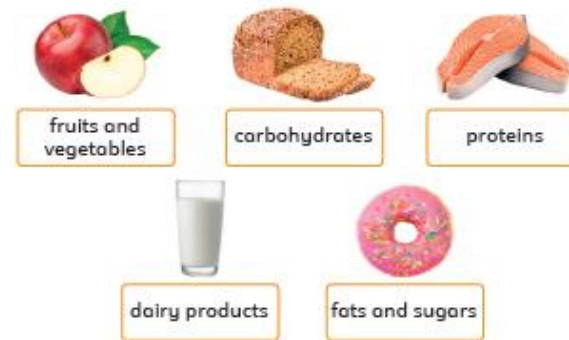 fruits and
vegetables
carbohydrates
proteins
dairy products
fats and sugars